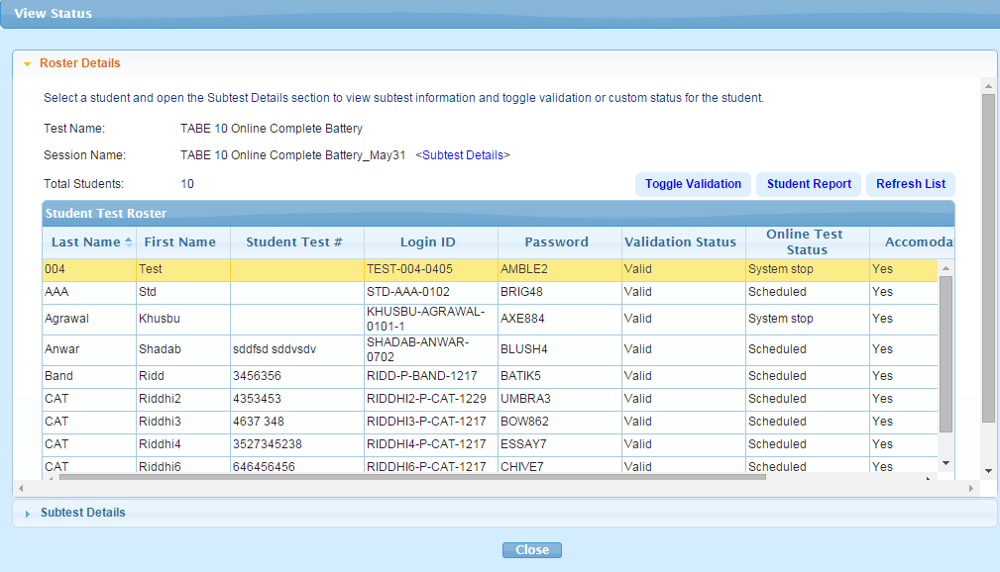 View Status
Roster Details
Select a student and open the Subtest Details section to view subtest information and toggle validation or custom status for the student.
Test Name: TABE 10 Online Complete Battery
Session Name: TABE 10 Online Complete Battery_May31 <Subtest Details>
Total Students: 10
Toggle Validation Student Report Refresh List
Student Test Roster
Last Name First Name Student Test # Login ID Password Validation Status Online Test Status Accomoda
004 Test TEST-004-0405 AMBLE2 Valid System stop Yes
AAA Std STD-AAA-0102 BRIG48 Valid Scheduled Yes
Agrawal Khusbu KHUSBU-AGRAWAL-0101-1 AXE884 Valid System stop Yes
Anwar Shadab sddfsd sddvsdv SHADAB-ANWAR-0702 BLUSH4 Valid Scheduled Yes
Band Ridd 3456356 RIDD-P-BAND-1217 BATIK5 Valid Scheduled Yes
CAT Riddhi2 4353453 RIDDHI2-P-CAT-1229 UMBRA3 Valid Scheduled Yes
CAT Riddhi3 4637 348 RIDDHI3-P-CAT-1217 BOW862 Valid Scheduled Yes
CAT Riddhi4 3527345238 RIDDHI4-P-CAT-1217 ESSAY7 Valid Scheduled Yes
CAT Riddhi6 646456456 RIDDHI6-P-CAT-1217 CHIVE7 Valid Scheduled Yes
Subtest Details
Close